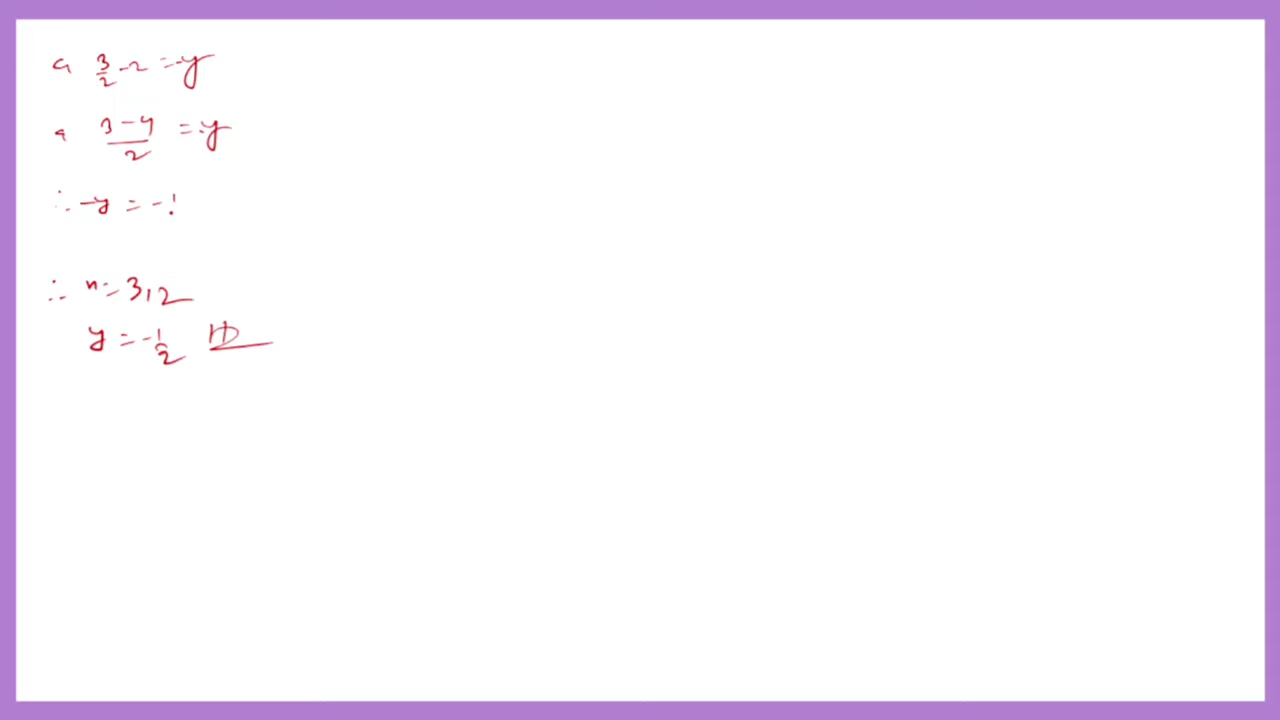 3/2 - 2 = -y
(3 - 4)/2 = -y
∴ -y = -1
∴ x = 3, 2
y = -1/2